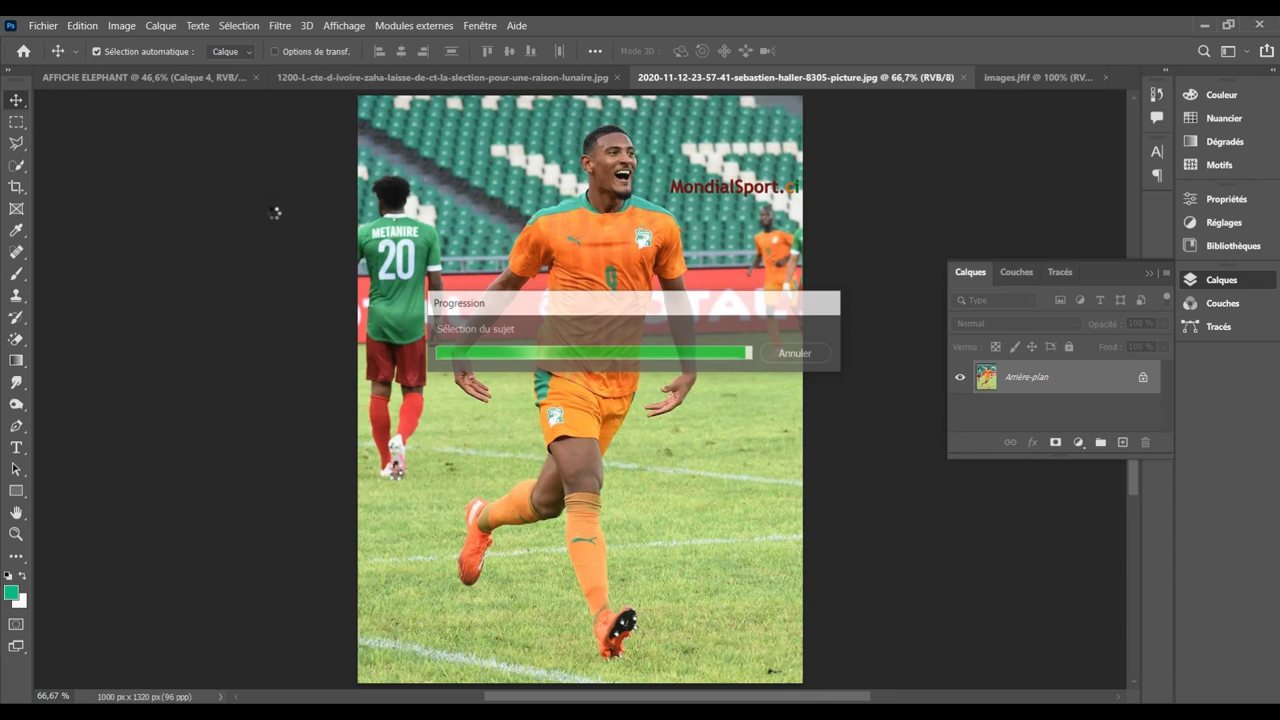 Ps Fichier Edition Image Calque Texte Sélection Filtre 3D Affichage Modules externes Fenêtre Aide
Sélection automatique : Calque Options de transf. Mode 3D :
AFFICHE ELEPHANT @ 46,6% (Calque 4, RVB/... 1200-L-cte-d-ivoire-zaha-laisse-de-ct-la-slection-pour-une-raison-lunaire.jpg 2020-11-12-23-57-41-sebastien-haller-8305-picture.jpg @ 66,7% (RVB/8) images.jfif @ 100% (RV...
Couleur
Nuancier
Dégradés
Motifs
Propriétés
Réglages
Bibliothèques
Calques
Couches
Tracés
MondialSport.ci
METANIRE
20
9
Progression
Sélection du sujet
Annuler
Calques Couches Tracés
Type
Normal Opacité : 100 %
Verrou : Fond : 100 %
Arrière-plan
fx
66,67 % 1000 px x 1320 px (96 ppp)